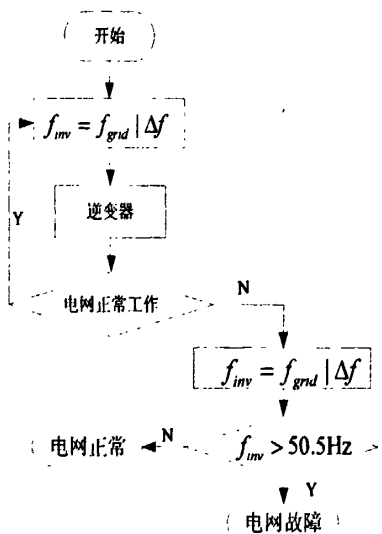 开始
f_inv = f_grid | Δf
Y
逆变器
电网正常工作
N
f_inv = f_grid | Δf
电网正常
N
f_inv > 50.5Hz
Y
电网故障